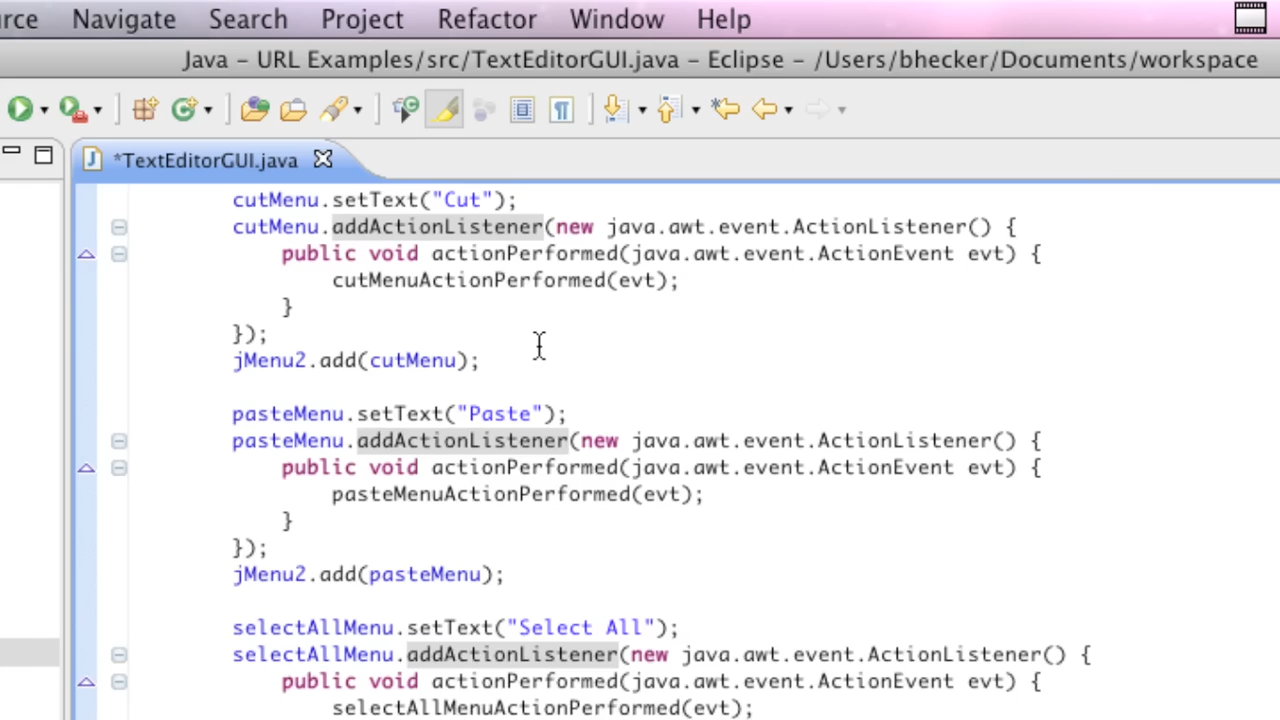 rce Navigate Search Project Refactor Window Help
Java – URL Examples/src/TextEditorGUI.java – Eclipse – /Users/bhecker/Documents/workspace
*TextEditorGUI.java
cutMenu.setText("Cut");
cutMenu.addActionListener(new java.awt.event.ActionListener() {
public void actionPerformed(java.awt.event.ActionEvent evt) {
cutMenuActionPerformed(evt);
}
});
jMenu2.add(cutMenu);
pasteMenu.setText("Paste");
pasteMenu.addActionListener(new java.awt.event.ActionListener() {
public void actionPerformed(java.awt.event.ActionEvent evt) {
pasteMenuActionPerformed(evt);
}
});
jMenu2.add(pasteMenu);
selectAllMenu.setText("Select All");
selectAllMenu.addActionListener(new java.awt.event.ActionListener() {
public void actionPerformed(java.awt.event.ActionEvent evt) {
selectAllMenuActionPerformed(evt);